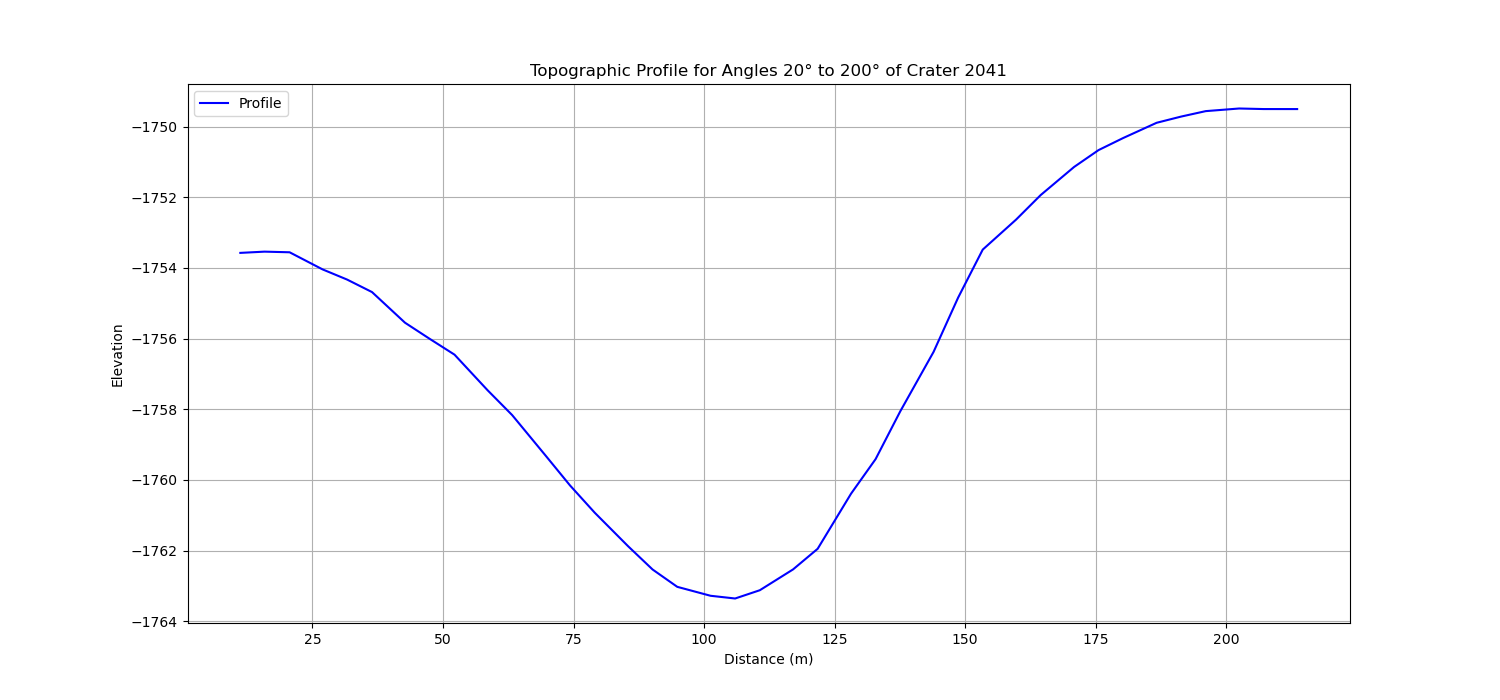 Topographic Profile for Angles 20° to 200° of Crater 2041
Profile
Elevation
−1750
−1752
−1754
−1756
−1758
−1760
−1762
−1764
25 50 75 100 125 150 175 200
Distance (m)